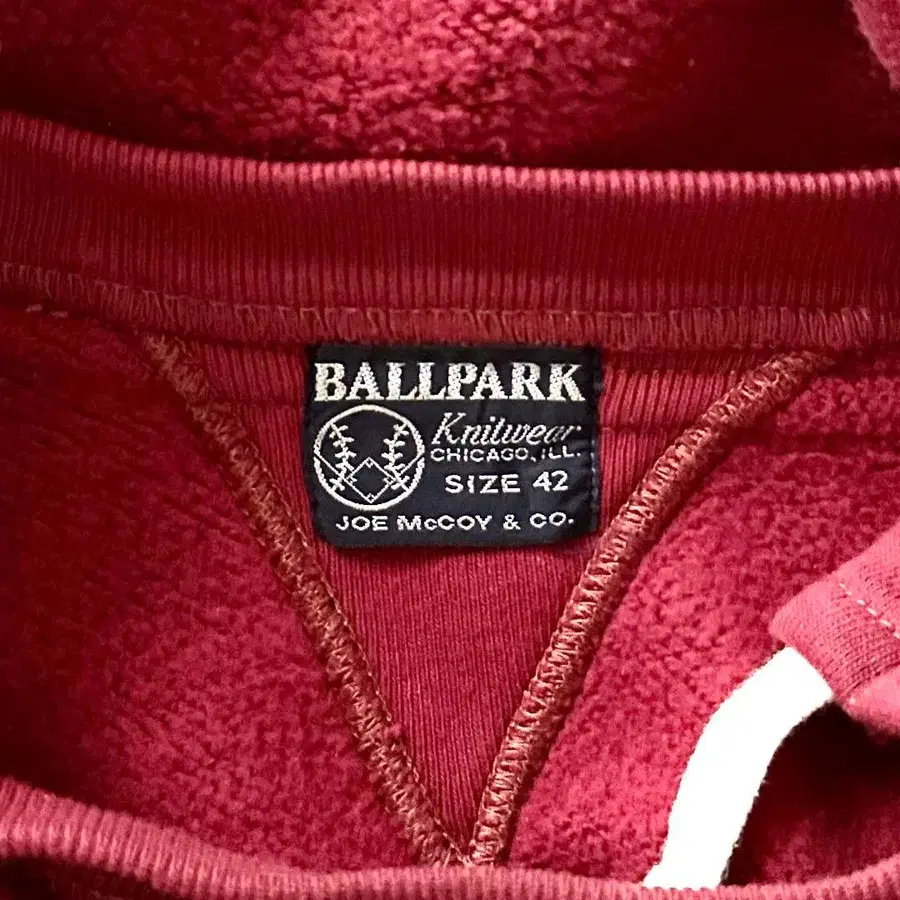 BALLPARK
Knitwear
CHICAGO, ILL.
SIZE 42
JOE McCOY & CO.